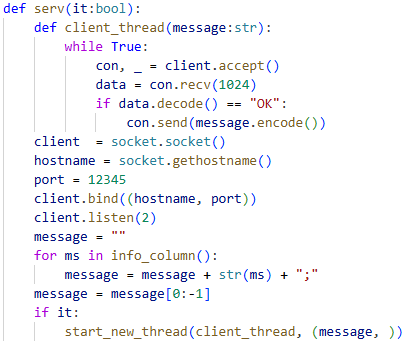 def serv(it:bool):
    def client_thread(message:str):
        while True:
            con, _ = client.accept()
            data = con.recv(1024)
            if data.decode() == "OK":
                con.send(message.encode())
    client  = socket.socket()
    hostname = socket.gethostname()
    port = 12345
    client.bind((hostname, port))
    client.listen(2)
    message = ""
    for ms in info_column():
        message = message + str(ms) + ";"
    message = message[0:-1]
    if it:
        start_new_thread(client_thread, (message, ))